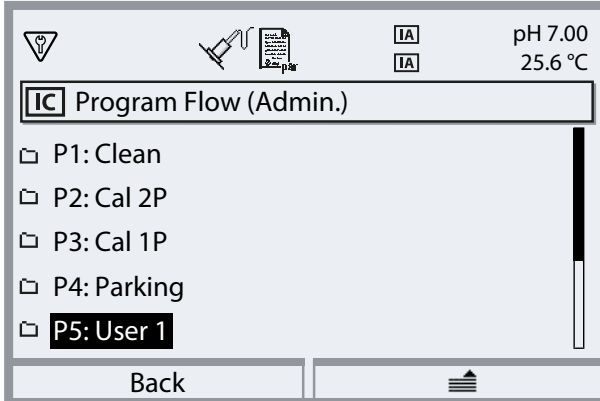 par
IA pH 7.00
IA 25.6 °C
IC Program Flow (Admin.)
P1: Clean
P2: Cal 2P
P3: Cal 1P
P4: Parking
P5: User 1
Back